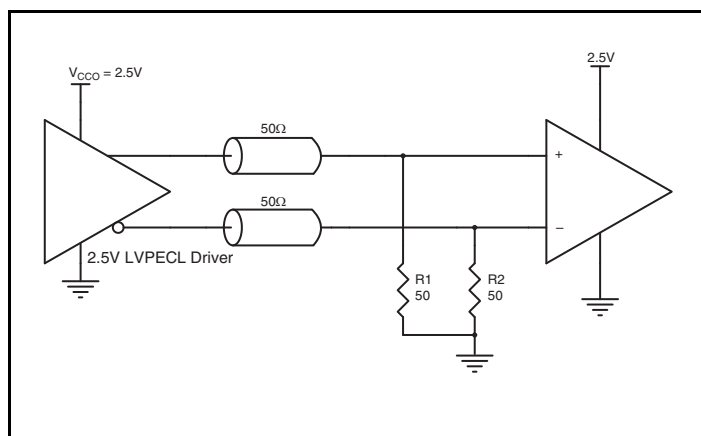 V_CCO = 2.5V
2.5V
50Ω
+
50Ω
−
2.5V LVPECL Driver
R1
50
R2
50